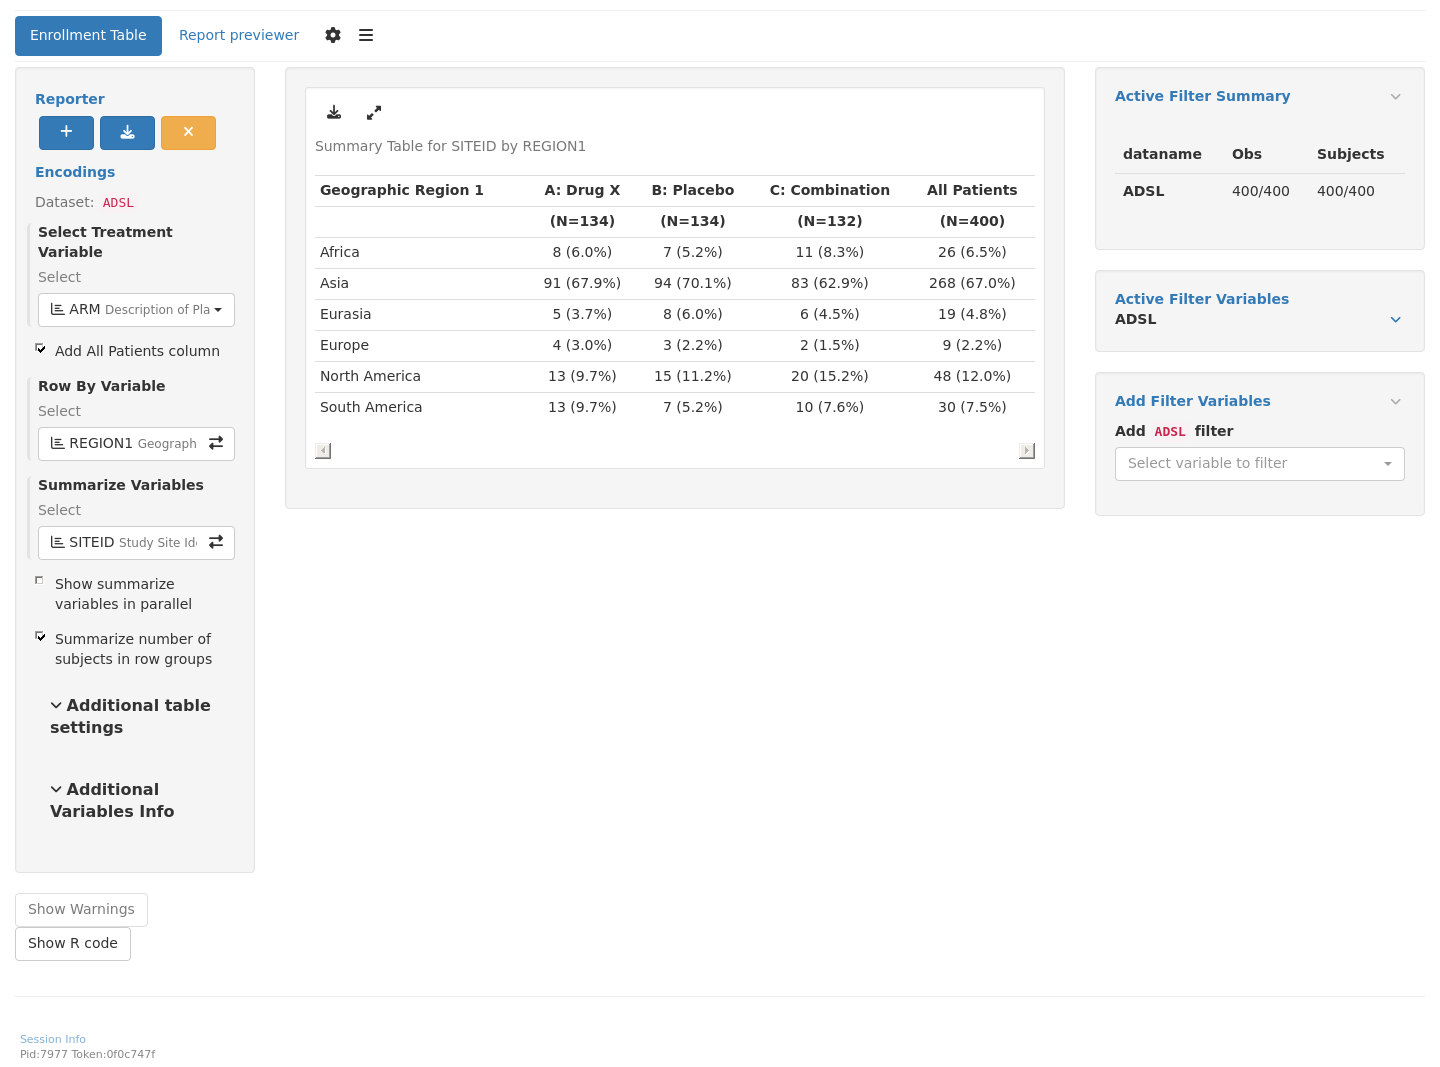 Enrollment Table
Report previewer
Reporter
Encodings
Dataset: ADSL
Select Treatment
Variable
Select
ARM Description of Pla
Add All Patients column
Row By Variable
Select
REGION1 Geograph
Summarize Variables
Select
SITEID Study Site Ide
Show summarize
variables in parallel
Summarize number of
subjects in row groups
Additional table
settings
Additional
Variables Info
Show Warnings
Show R code
Summary Table for SITEID by REGION1
Geographic Region 1 A: Drug X B: Placebo C: Combination All Patients
(N=134) (N=134) (N=132) (N=400)
Africa 8 (6.0%) 7 (5.2%) 11 (8.3%) 26 (6.5%)
Asia 91 (67.9%) 94 (70.1%) 83 (62.9%) 268 (67.0%)
Eurasia 5 (3.7%) 8 (6.0%) 6 (4.5%) 19 (4.8%)
Europe 4 (3.0%) 3 (2.2%) 2 (1.5%) 9 (2.2%)
North America 13 (9.7%) 15 (11.2%) 20 (15.2%) 48 (12.0%)
South America 13 (9.7%) 7 (5.2%) 10 (7.6%) 30 (7.5%)
Active Filter Summary
dataname Obs Subjects
ADSL 400/400 400/400
Active Filter Variables
ADSL
Add Filter Variables
Add ADSL filter
Select variable to filter
Session Info
Pid:7977 Token:0f0c747f